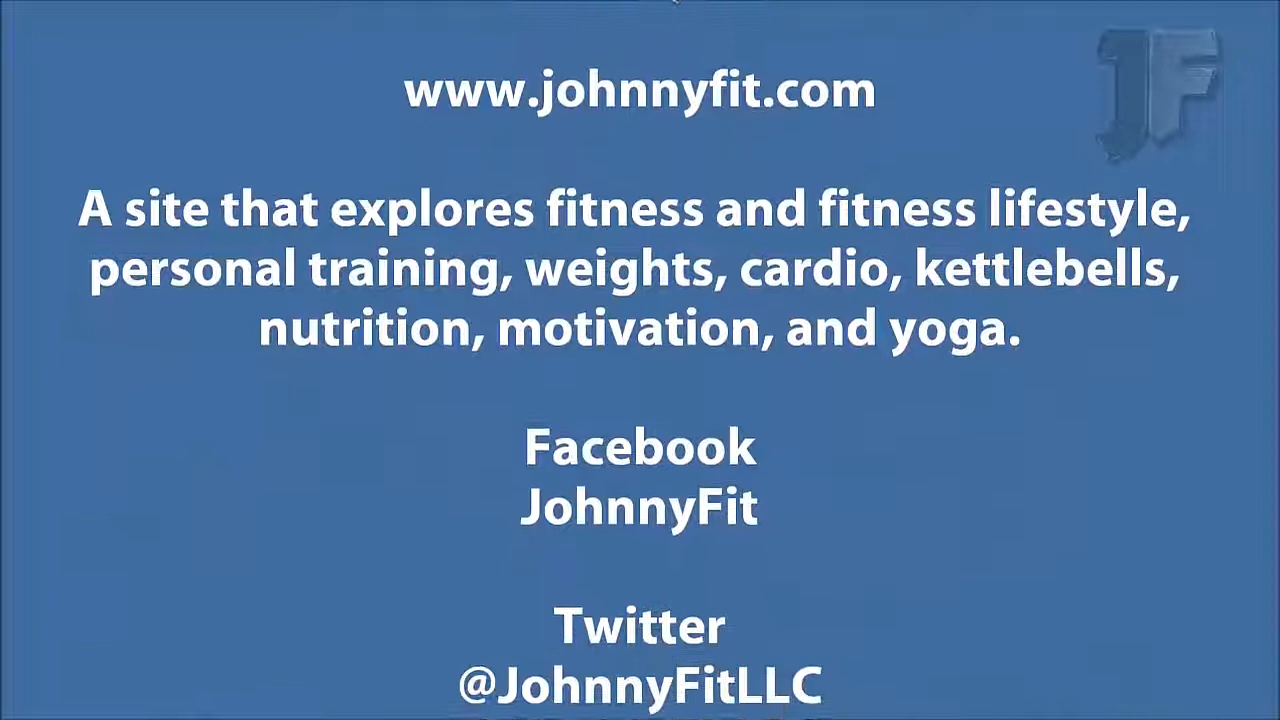 JF
www.johnnyfit.com
A site that explores fitness and fitness lifestyle,
personal training, weights, cardio, kettlebells,
nutrition, motivation, and yoga.
Facebook
JohnnyFit
Twitter
@JohnnyFitLLC